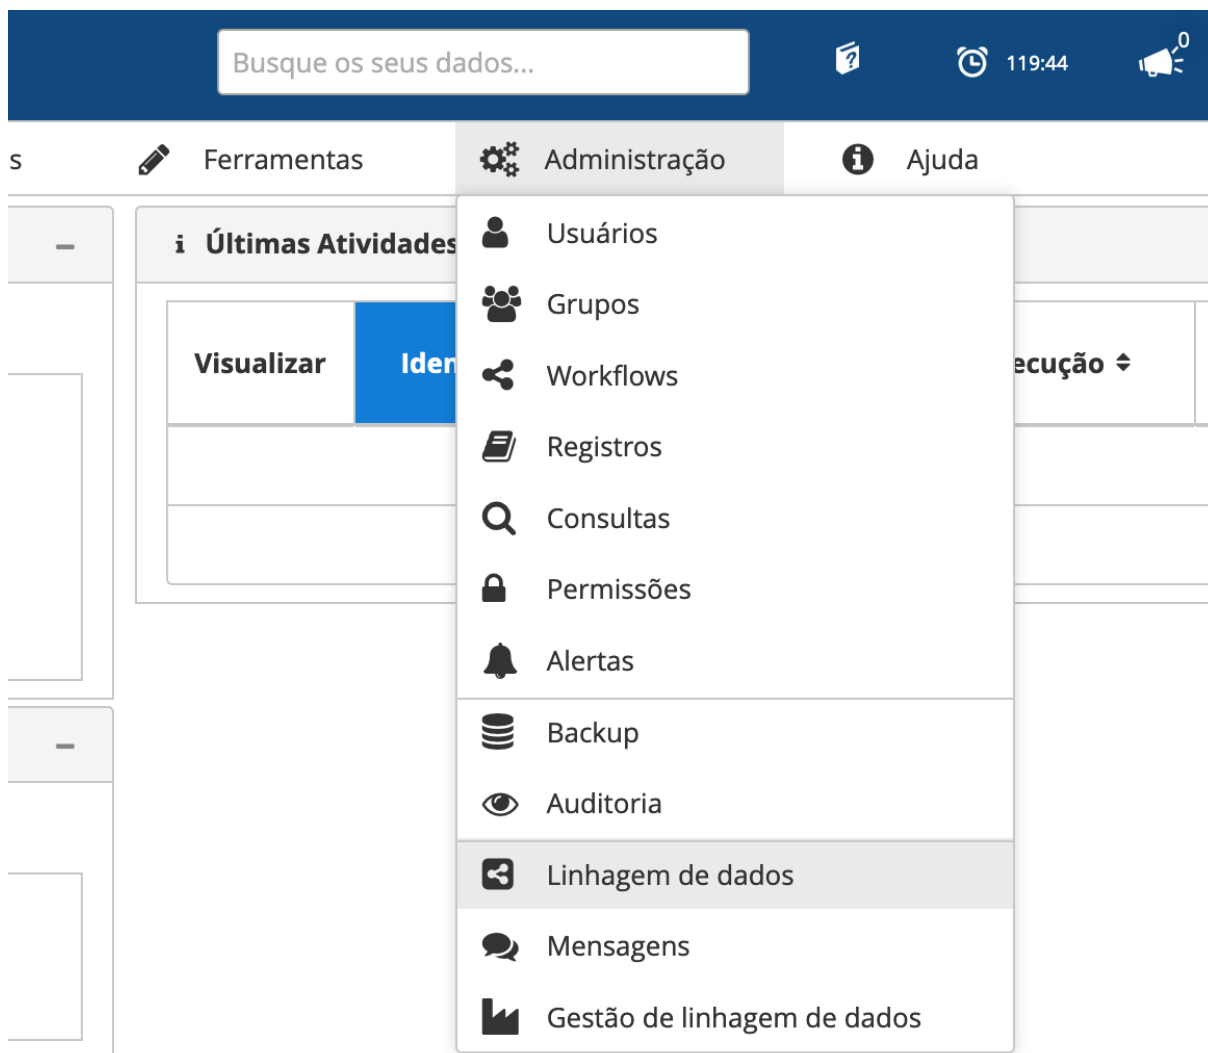 Busque os seus dados...
119:44
0
s
Ferramentas
Administração
Ajuda
Últimas Atividades
Visualizar
Iden
ecução
Usuários
Grupos
Workflows
Registros
Consultas
Permissões
Alertas
Backup
Auditoria
Linhagem de dados
Mensagens
Gestão de linhagem de dados